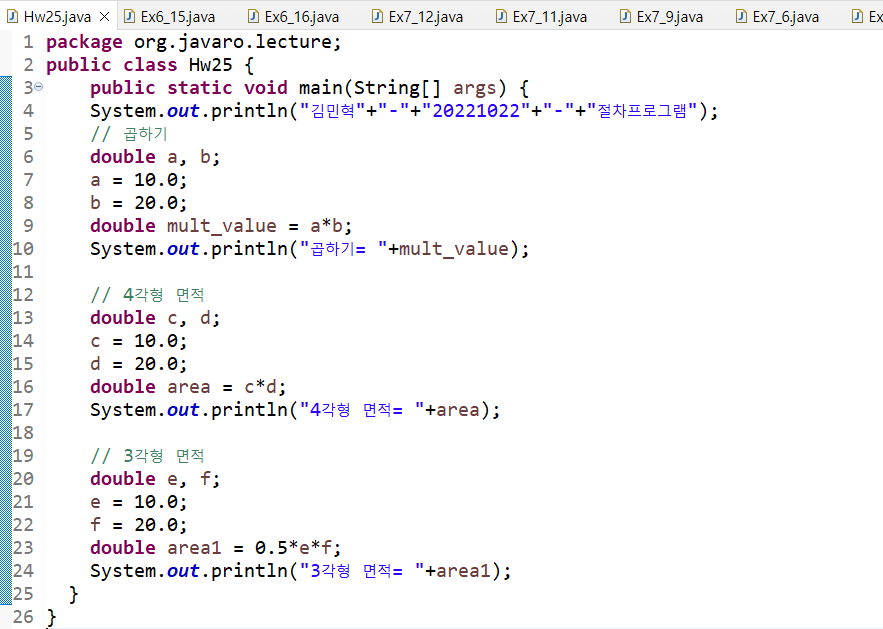 Hw25.java Ex6_15.java Ex6_16.java Ex7_12.java Ex7_11.java Ex7_9.java Ex7_6.java Ex
1 package org.javaro.lecture;
2 public class Hw25 {
3 public static void main(String[] args) {
4 System.out.println("김민혁"+"-"+"20221022"+"-"+"절차프로그램");
5 // 곱하기
6 double a, b;
7 a = 10.0;
8 b = 20.0;
9 double mult_value = a*b;
10 System.out.println("곱하기= "+mult_value);
11
12 // 4각형 면적
13 double c, d;
14 c = 10.0;
15 d = 20.0;
16 double area = c*d;
17 System.out.println("4각형 면적= "+area);
18
19 // 3각형 면적
20 double e, f;
21 e = 10.0;
22 f = 20.0;
23 double area1 = 0.5*e*f;
24 System.out.println("3각형 면적= "+area1);
25 }
26 }